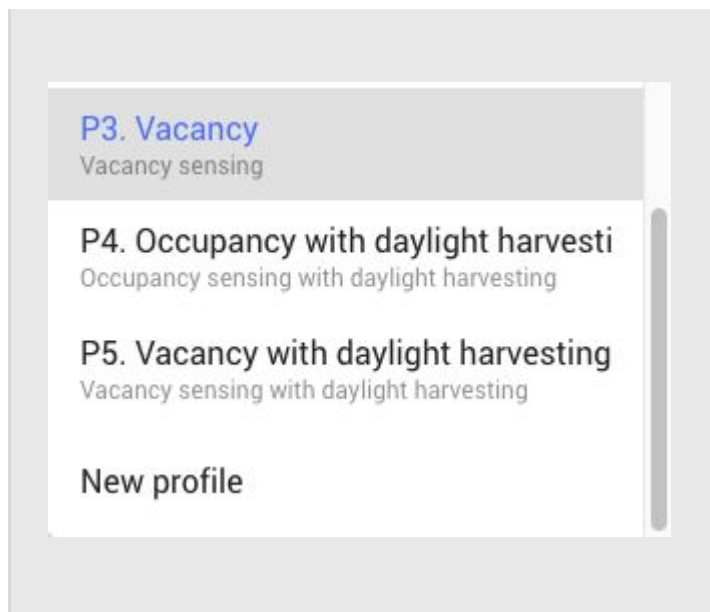 P3. Vacancy
Vacancy sensing
P4. Occupancy with daylight harvesti
Occupancy sensing with daylight harvesting
P5. Vacancy with daylight harvesting
Vacancy sensing with daylight harvesting
New profile